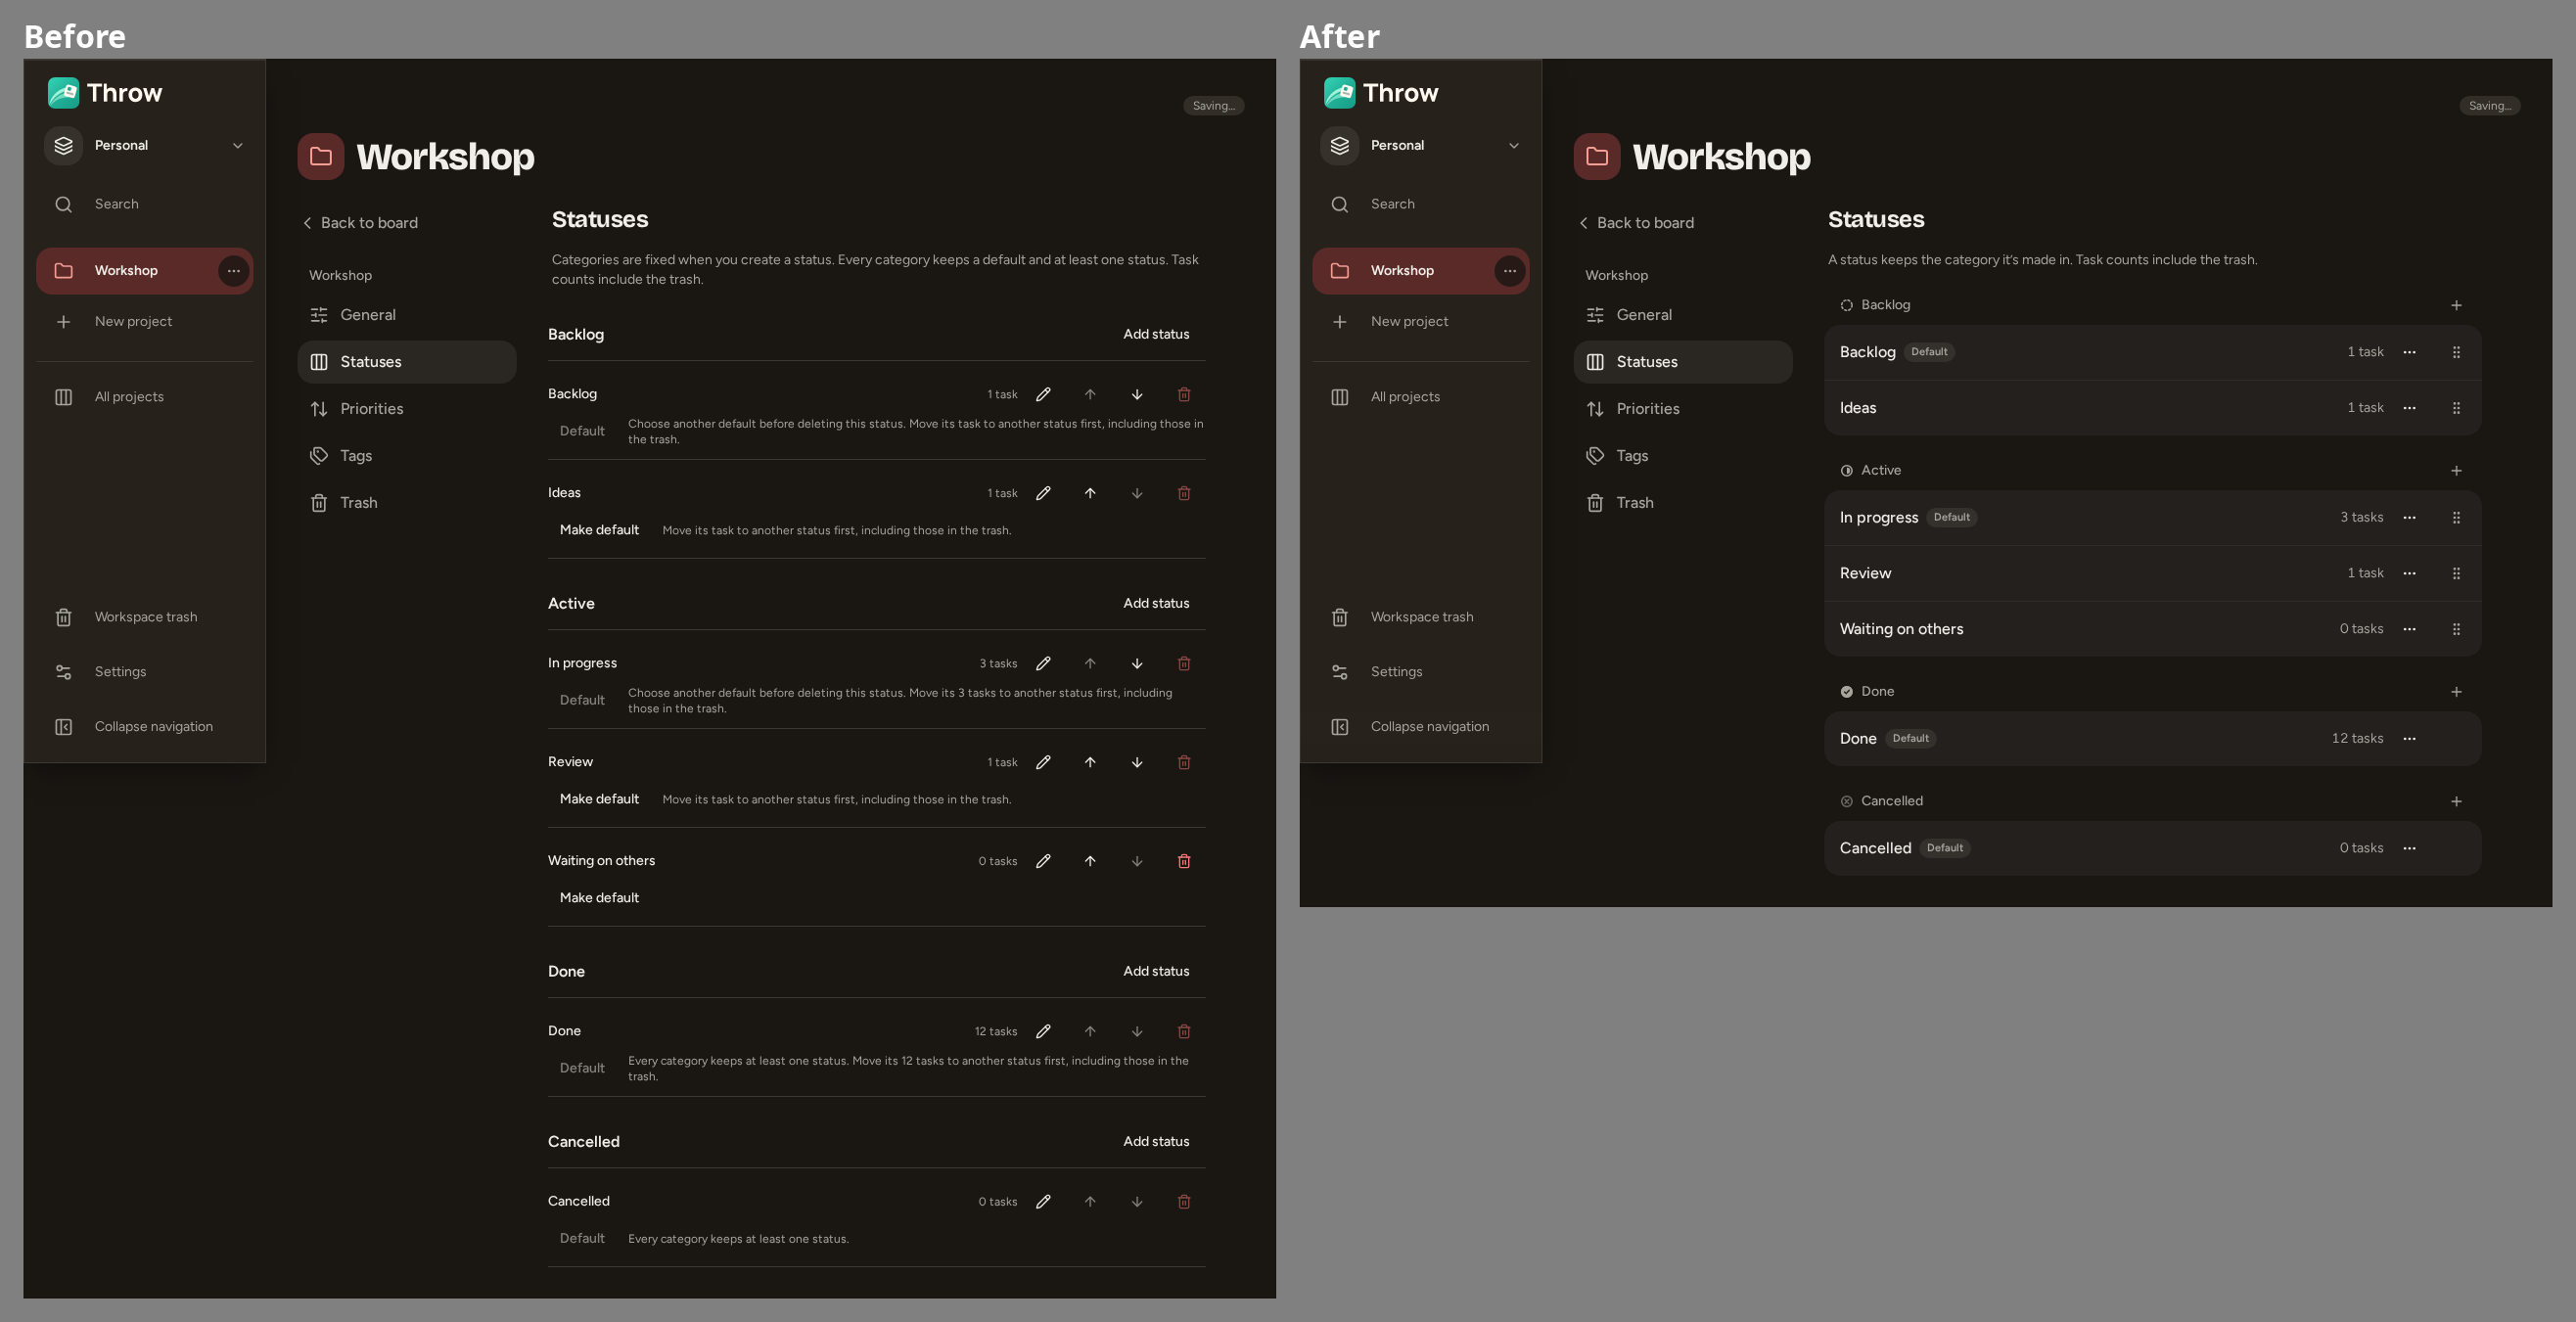 Before
Throw
Personal
Search
Workshop
New project
All projects
Workspace trash
Settings
Collapse navigation
Saving...
Workshop
Back to board
Workshop
General
Statuses
Priorities
Tags
Trash
Statuses
Categories are fixed when you create a status. Every category keeps a default and at least one status. Task
counts include the trash.
Backlog Add status
Backlog 1 task
Default Choose another default before deleting this status. Move its task to another status first, including those in
the trash.
Ideas 1 task
Make default Move its task to another status first, including those in the trash.
Active Add status
In progress 3 tasks
Default Choose another default before deleting this status. Move its 3 tasks to another status first, including
those in the trash.
Review 1 task
Make default Move its task to another status first, including those in the trash.
Waiting on others 0 tasks
Make default
Done Add status
Done 12 tasks
Default Every category keeps at least one status. Move its 12 tasks to another status first, including those in the
trash.
Cancelled Add status
Cancelled 0 tasks
Default Every category keeps at least one status.
After
Throw
Personal
Search
Workshop
New project
All projects
Workspace trash
Settings
Collapse navigation
Saving...
Workshop
Back to board
Workshop
General
Statuses
Priorities
Tags
Trash
Statuses
A status keeps the category it's made in. Task counts include the trash.
Backlog
Backlog Default 1 task
Ideas 1 task
Active
In progress Default 3 tasks
Review 1 task
Waiting on others 0 tasks
Done
Done Default 12 tasks
Cancelled
Cancelled Default 0 tasks